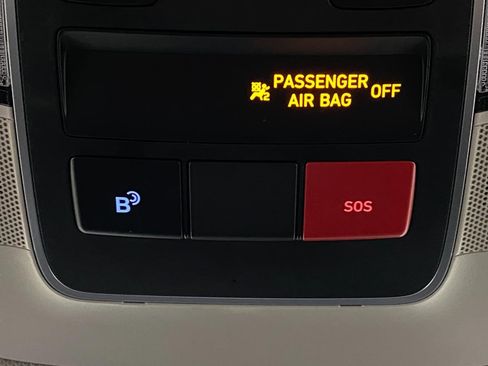 PASSENGER
AIR BAG OFF
B
SOS